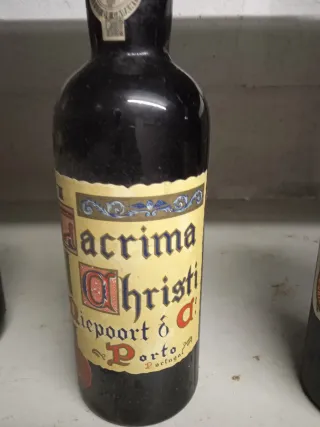 Lacrima
Christi
Niepoort & Cª
Porto
Portugal